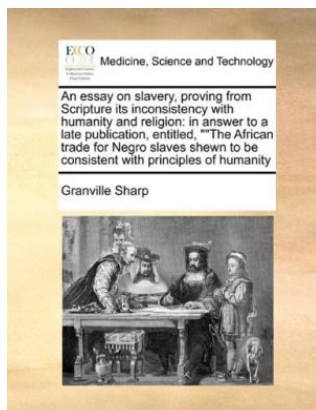 ECCO
Medicine, Science and Technology
An essay on slavery, proving from
Scripture its inconsistency with
humanity and religion: in answer to a
late publication, entitled, ""The African
trade for Negro slaves shewn to be
consistent with principles of humanity
Granville Sharp